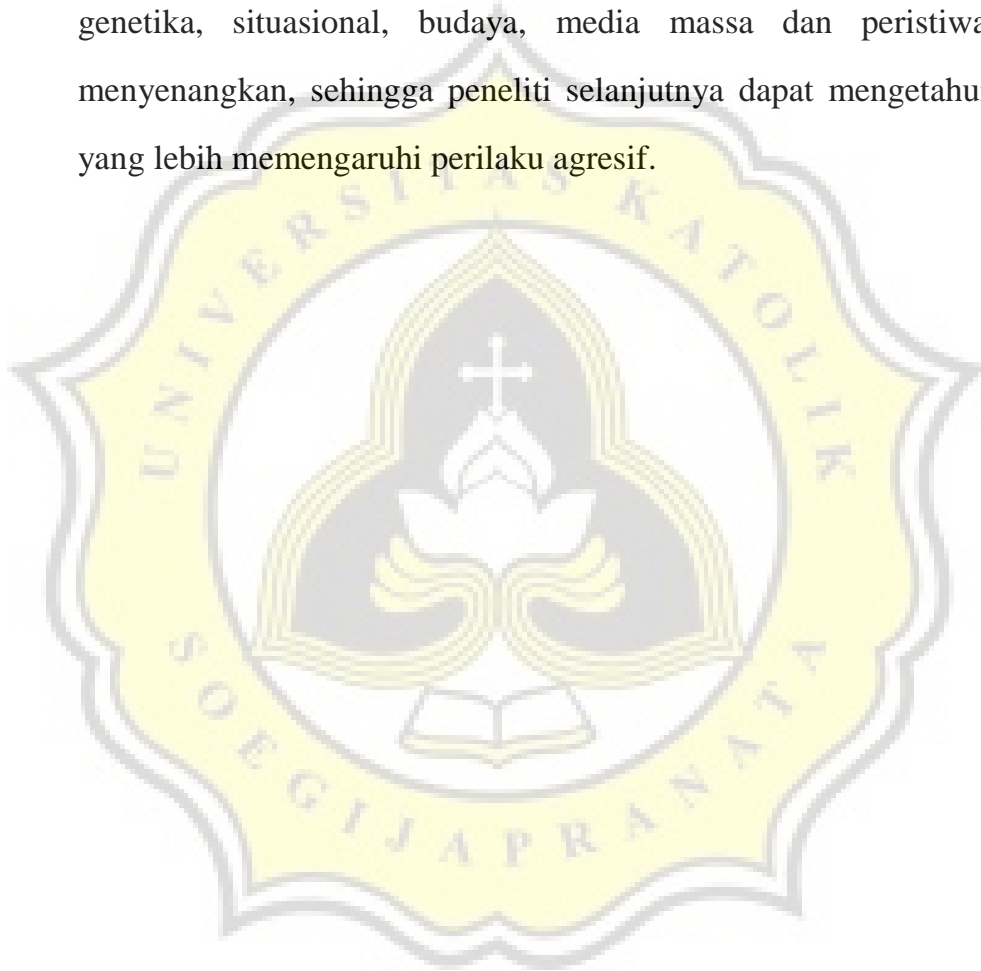 genetika, situasional, budaya, media massa dan peristiwa
menyenangkan, sehingga peneliti selanjutnya dapat
yang lebih memengaruhi perilaku agresif.
UNIVERSITAS KATOLIK
SOEGIJAPRANATA